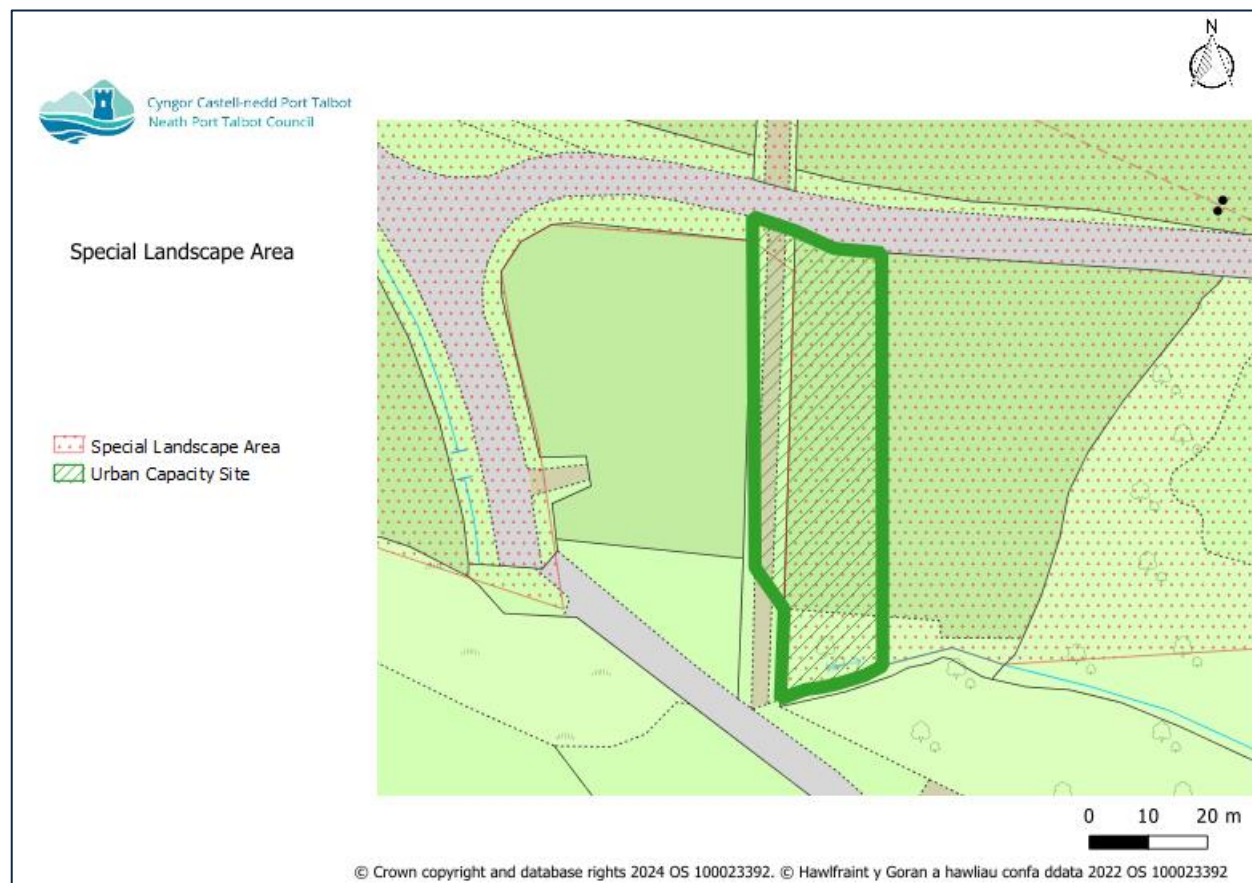 N
Cyngor Castell-nedd Port Talbot
Neath Port Talbot Council
Special Landscape Area
Special Landscape Area
Urban Capacity Site
0 10 20 m
© Crown copyright and database rights 2024 OS 100023392. © Hawlfraint y Goran a hawliau confa ddata 2022 OS 100023392